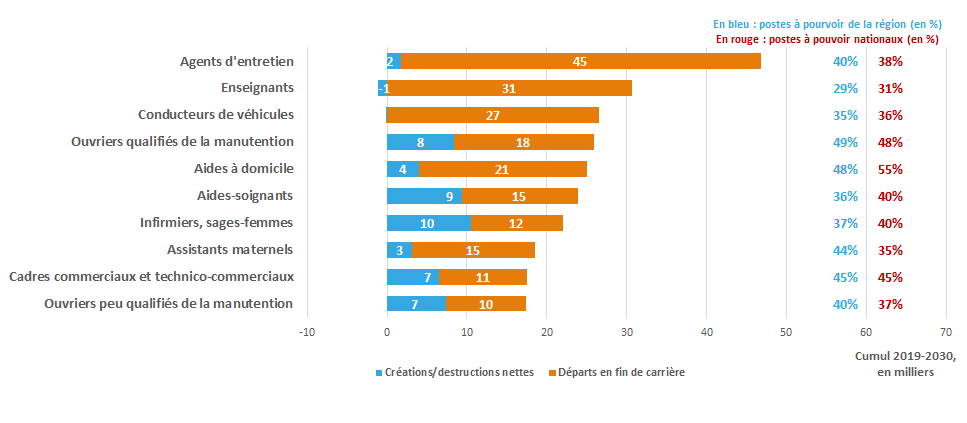 En bleu : postes à pourvoir de la région (en %)
En rouge : postes à pouvoir nationaux (en %)
Agents d'entretien 2 45 40% 38%
Enseignants -1 31 29% 31%
Conducteurs de véhicules 27 35% 36%
Ouvriers qualifiés de la manutention 8 18 49% 48%
Aides à domicile 4 21 48% 55%
Aides-soignants 9 15 36% 40%
Infirmiers, sages-femmes 10 12 37% 40%
Assistants maternels 3 15 44% 35%
Cadres commerciaux et technico-commerciaux 7 11 45% 45%
Ouvriers peu qualifiés de la manutention 7 10 40% 37%
-10 0 10 20 30 40 50 60 70
Cumul 2019-2030,
en milliers
Créations/destructions nettes Départs en fin de carrière